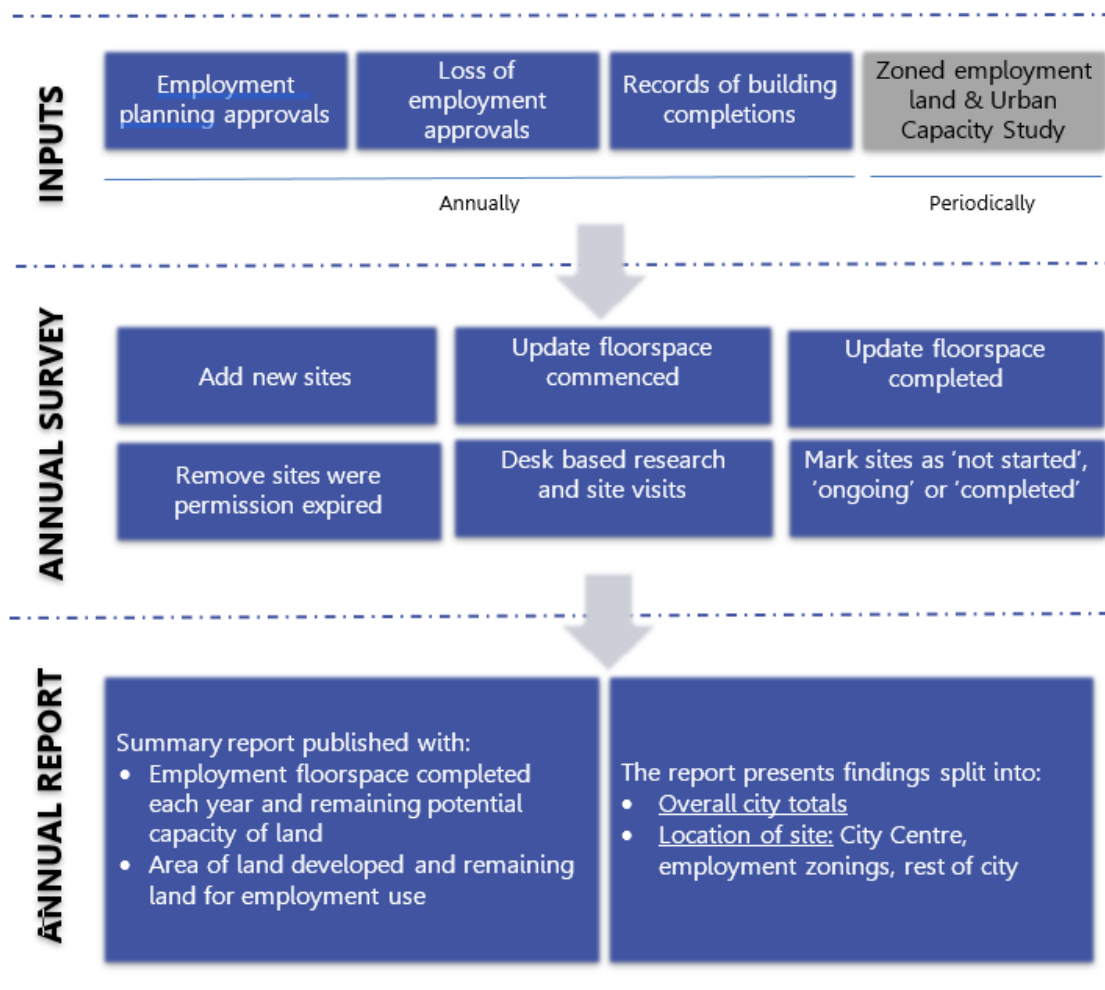 INPUTS
Employment
planning approvals
Loss of
employment
approvals
Records of building
completions
Zoned employment
land & Urban
Capacity Study
Annually
Periodically
ANNUAL SURVEY
Add new sites
Update floorspace
commenced
Update floorspace
completed
Remove sites were
permission expired
Desk based research
and site visits
Mark sites as ‘not started’,
‘ongoing’ or ‘completed’
ANNUAL REPORT
Summary report published with:
• Employment floorspace completed
each year and remaining potential
capacity of land
• Area of land developed and remaining
land for employment use
The report presents findings split into:
• Overall city totals
• Location of site: City Centre,
employment zonings, rest of city